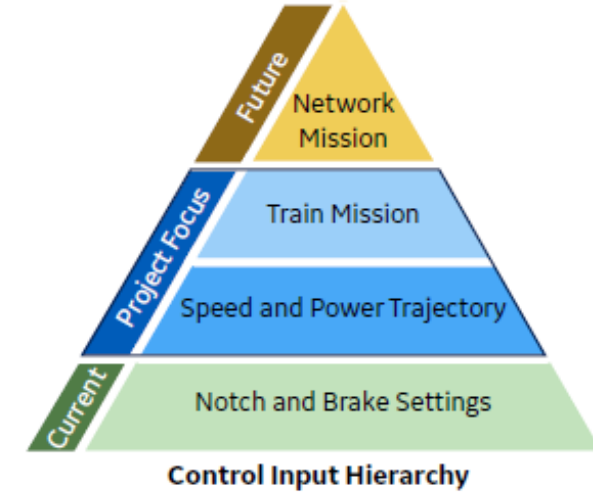 Future
Network
Mission
Project Focus
Train Mission
Speed and Power Trajectory
Current
Notch and Brake Settings
Control Input Hierarchy